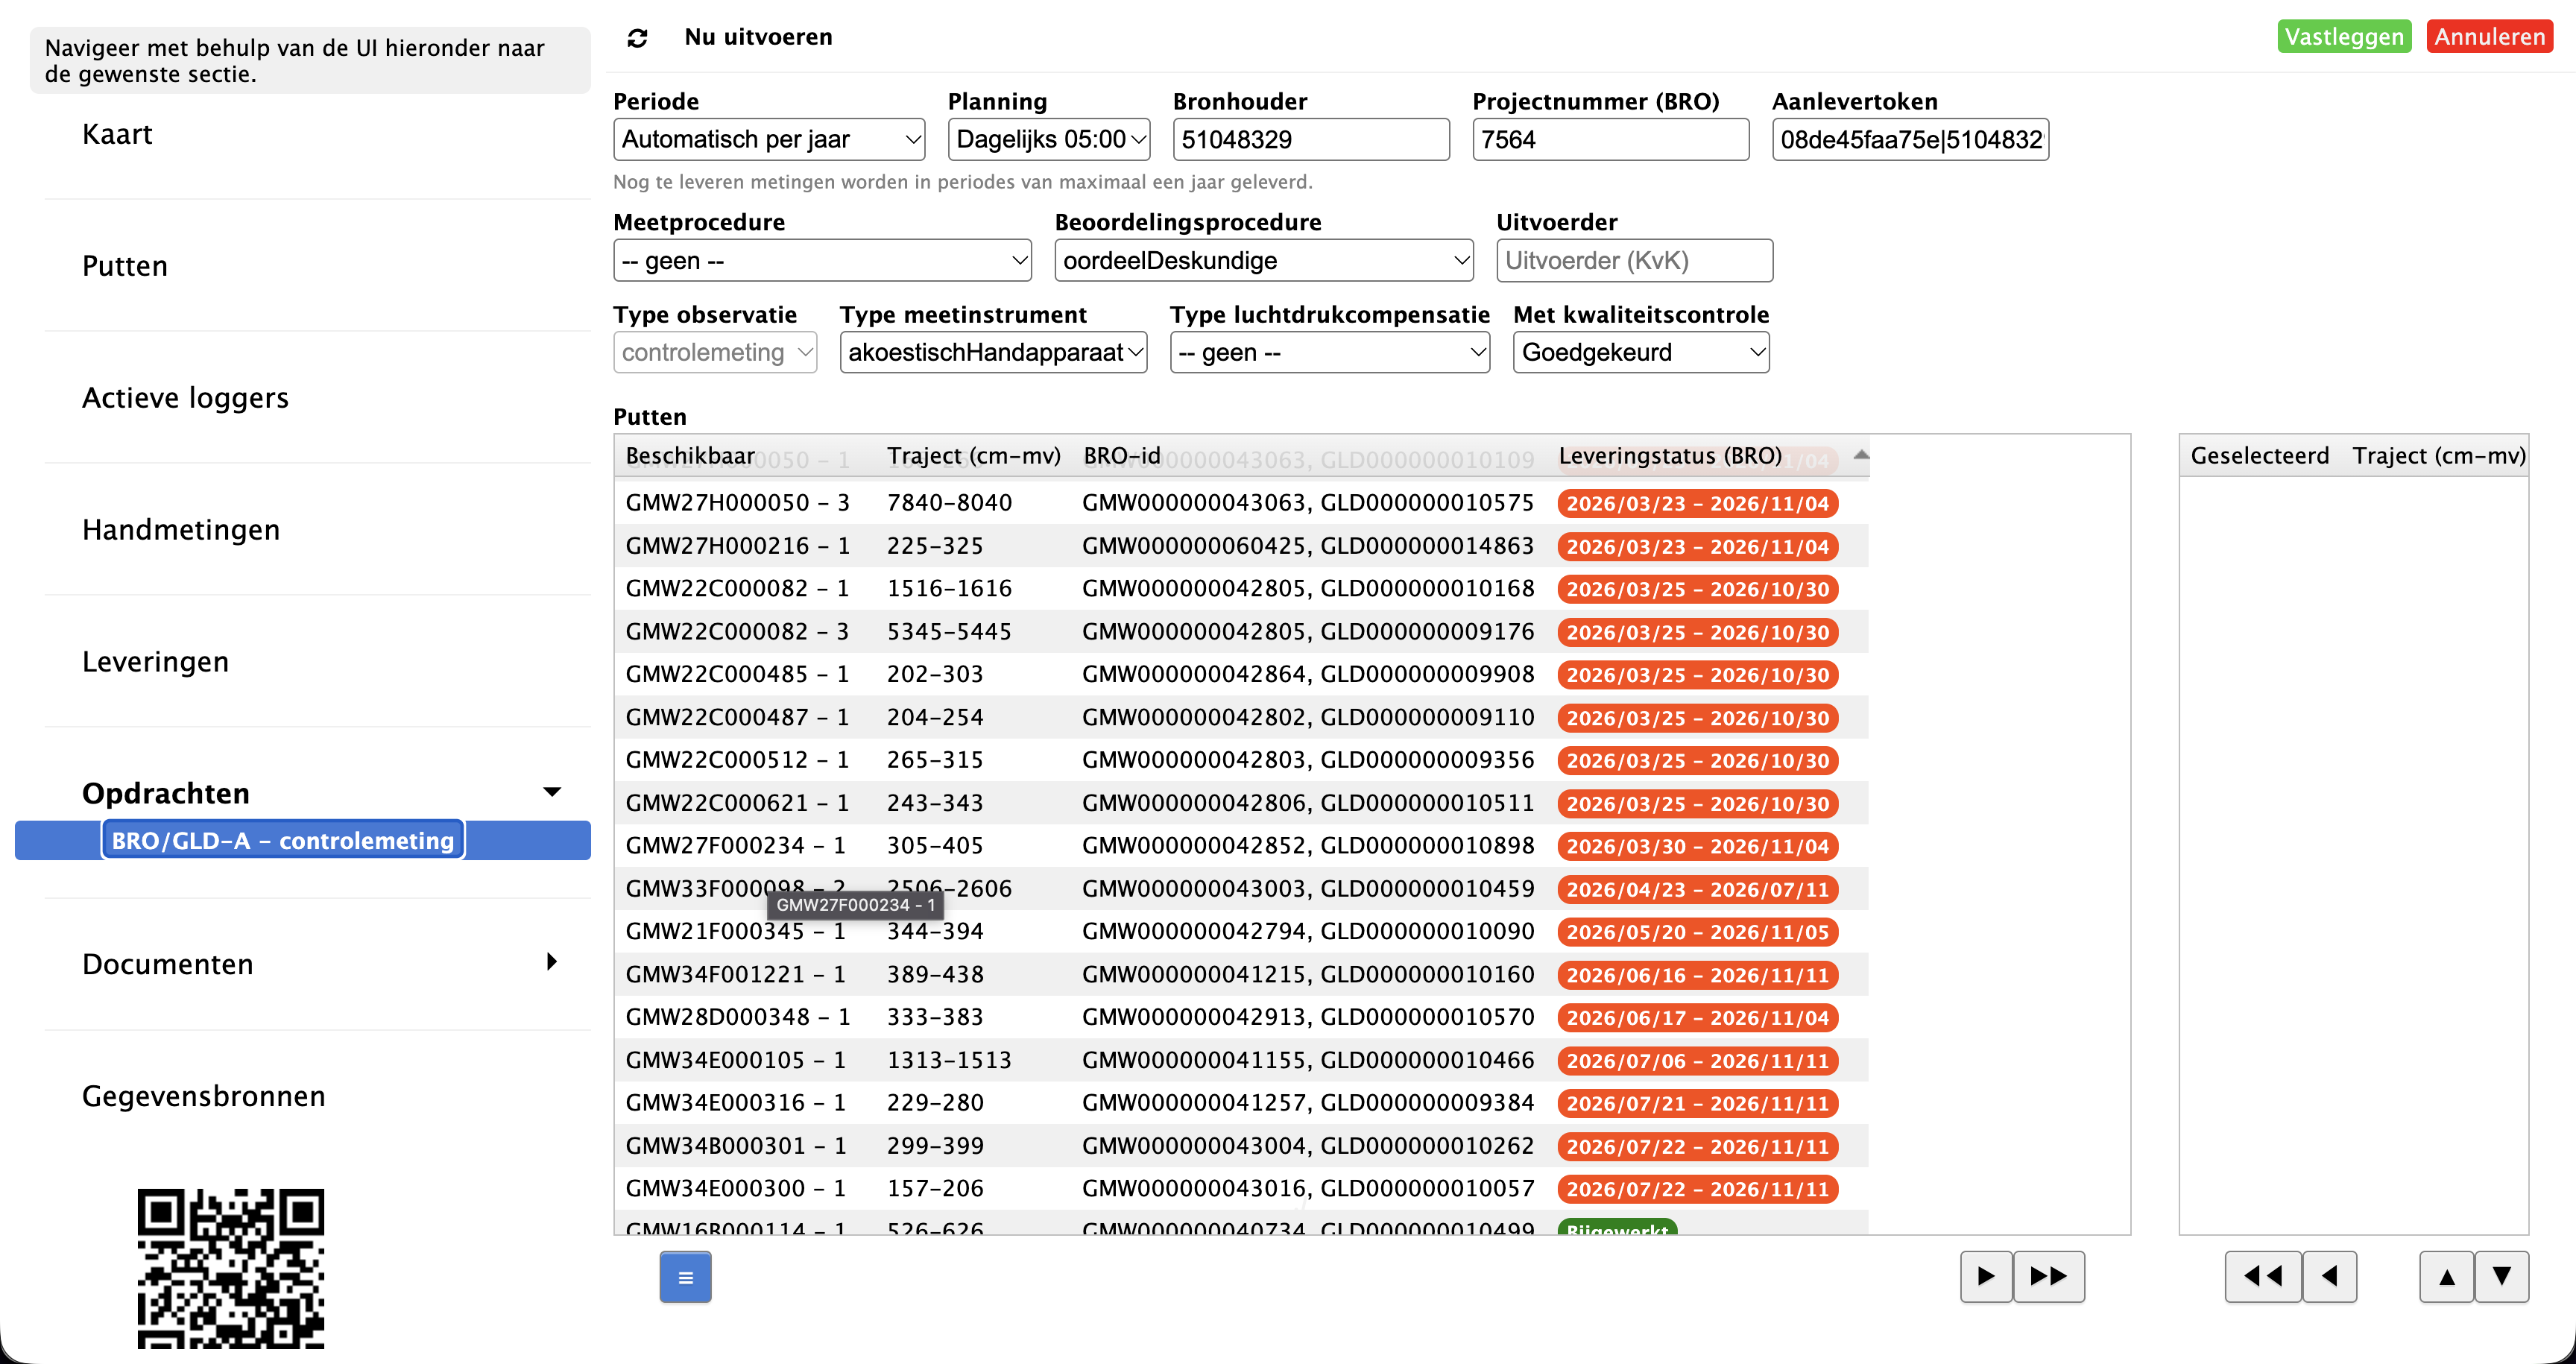 Navigeer met behulp van de UI hieronder naar
de gewenste sectie.
Kaart
Putten
Actieve loggers
Handmetingen
Leveringen
Opdrachten
BRO/GLD-A - controlemeting
Documenten
Gegevensbronnen
Nu uitvoeren
Vastleggen Annuleren
Periode Planning Bronhouder Projectnummer (BRO) Aanlevertoken
Automatisch per jaar Dagelijks 05:00 51048329 7564 08de45faa75e|5104832
Nog te leveren metingen worden in periodes van maximaal een jaar geleverd.
Meetprocedure Beoordelingsprocedure Uitvoerder
-- geen -- oordeelDeskundige Uitvoerder (KvK)
Type observatie Type meetinstrument Type luchtdrukcompensatie Met kwaliteitscontrole
controlemeting akoestischHandapparaat -- geen -- Goedgekeurd
Putten
Beschikbaar Traject (cm-mv) BRO-id Leveringstatus (BRO)
GMW27H000050 - 3 7840-8040 GMW000000043063, GLD000000010575 2026/03/23 - 2026/11/04
GMW27H000216 - 1 225-325 GMW000000060425, GLD000000014863 2026/03/23 - 2026/11/04
GMW22C000082 - 1 1516-1616 GMW000000042805, GLD000000010168 2026/03/25 - 2026/10/30
GMW22C000082 - 3 5345-5445 GMW000000042805, GLD000000009176 2026/03/25 - 2026/10/30
GMW22C000485 - 1 202-303 GMW000000042864, GLD000000009908 2026/03/25 - 2026/10/30
GMW22C000487 - 1 204-254 GMW000000042802, GLD000000009110 2026/03/25 - 2026/10/30
GMW22C000512 - 1 265-315 GMW000000042803, GLD000000009356 2026/03/25 - 2026/10/30
GMW22C000621 - 1 243-343 GMW000000042806, GLD000000010511 2026/03/25 - 2026/10/30
GMW27F000234 - 1 305-405 GMW000000042852, GLD000000010898 2026/03/30 - 2026/11/04
GMW33F000098 - 2 2506-2606 GMW000000043003, GLD000000010459 2026/04/23 - 2026/07/11
GMW27F000234 - 1
GMW21F000345 - 1 344-394 GMW000000042794, GLD000000010090 2026/05/20 - 2026/11/05
GMW34F001221 - 1 389-438 GMW000000041215, GLD000000010160 2026/06/16 - 2026/11/11
GMW28D000348 - 1 333-383 GMW000000042913, GLD000000010570 2026/06/17 - 2026/11/04
GMW34E000105 - 1 1313-1513 GMW000000041155, GLD000000010466 2026/07/06 - 2026/11/11
GMW34E000316 - 1 229-280 GMW000000041257, GLD000000009384 2026/07/21 - 2026/11/11
GMW34B000301 - 1 299-399 GMW000000043004, GLD000000010262 2026/07/22 - 2026/11/11
GMW34E000300 - 1 157-206 GMW000000043016, GLD000000010057 2026/07/22 - 2026/11/11
GMW16B000114 - 1 526-626 GMW000000040734, GLD000000010499 Bijgewerkt
Geselecteerd Traject (cm-mv)